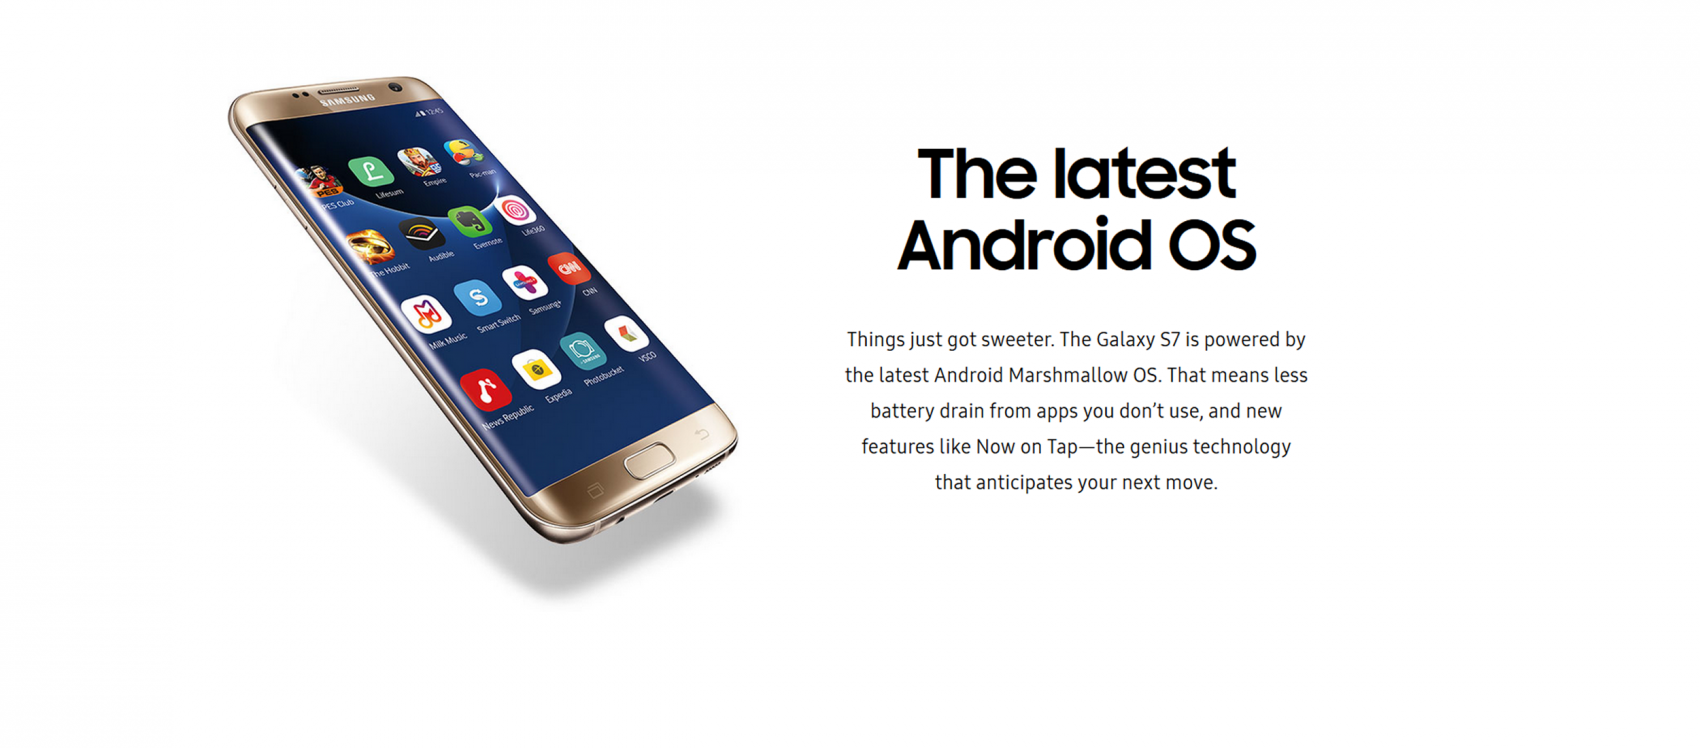 SAMSUNG
12:45
PES Club
Lifesum
Empire
Pac-man
The Hobbit
Audible
Evernote
Life360
Milk Music
Smart Switch
Samsung+
CNN
News Republic
Expedia
Photobucket
VSCO
The latest
Android OS
Things just got sweeter. The Galaxy S7 is powered by
the latest Android Marshmallow OS. That means less
battery drain from apps you don’t use, and new
features like Now on Tap—the genius technology
that anticipates your next move.